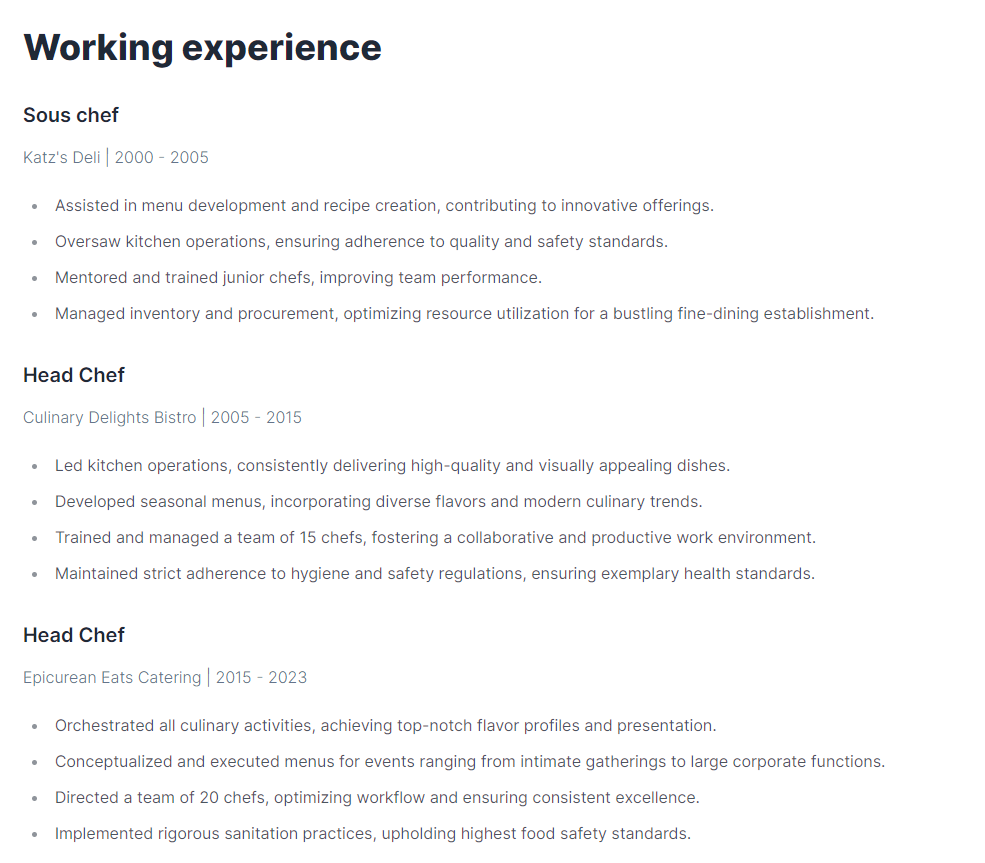 Working experience
Sous chef
Katz's Deli | 2000 - 2005
• Assisted in menu development and recipe creation, contributing to innovative offerings.
• Oversaw kitchen operations, ensuring adherence to quality and safety standards.
• Mentored and trained junior chefs, improving team performance.
• Managed inventory and procurement, optimizing resource utilization for a bustling fine-dining establishment.
Head Chef
Culinary Delights Bistro | 2005 - 2015
• Led kitchen operations, consistently delivering high-quality and visually appealing dishes.
• Developed seasonal menus, incorporating diverse flavors and modern culinary trends.
• Trained and managed a team of 15 chefs, fostering a collaborative and productive work environment.
• Maintained strict adherence to hygiene and safety regulations, ensuring exemplary health standards.
Head Chef
Epicurean Eats Catering | 2015 - 2023
• Orchestrated all culinary activities, achieving top-notch flavor profiles and presentation.
• Conceptualized and executed menus for events ranging from intimate gatherings to large corporate functions.
• Directed a team of 20 chefs, optimizing workflow and ensuring consistent excellence.
• Implemented rigorous sanitation practices, upholding highest food safety standards.